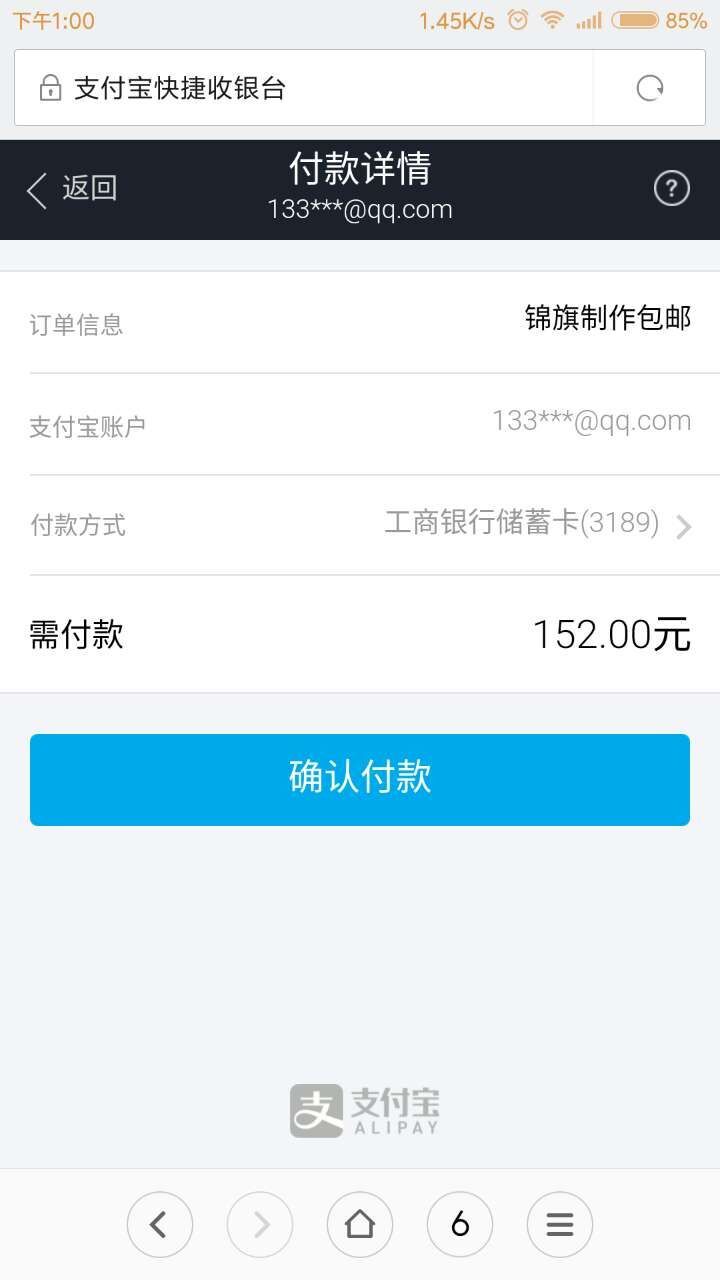 下午1:00 1.45K/s 85%
支付宝快捷收银台
返回 付款详情
133***@qq.com
订单信息 锦旗制作包邮
支付宝账户 133***@qq.com
付款方式 工商银行储蓄卡(3189)
需付款 152.00元
确认付款
支 支付宝
ALIPAY
6